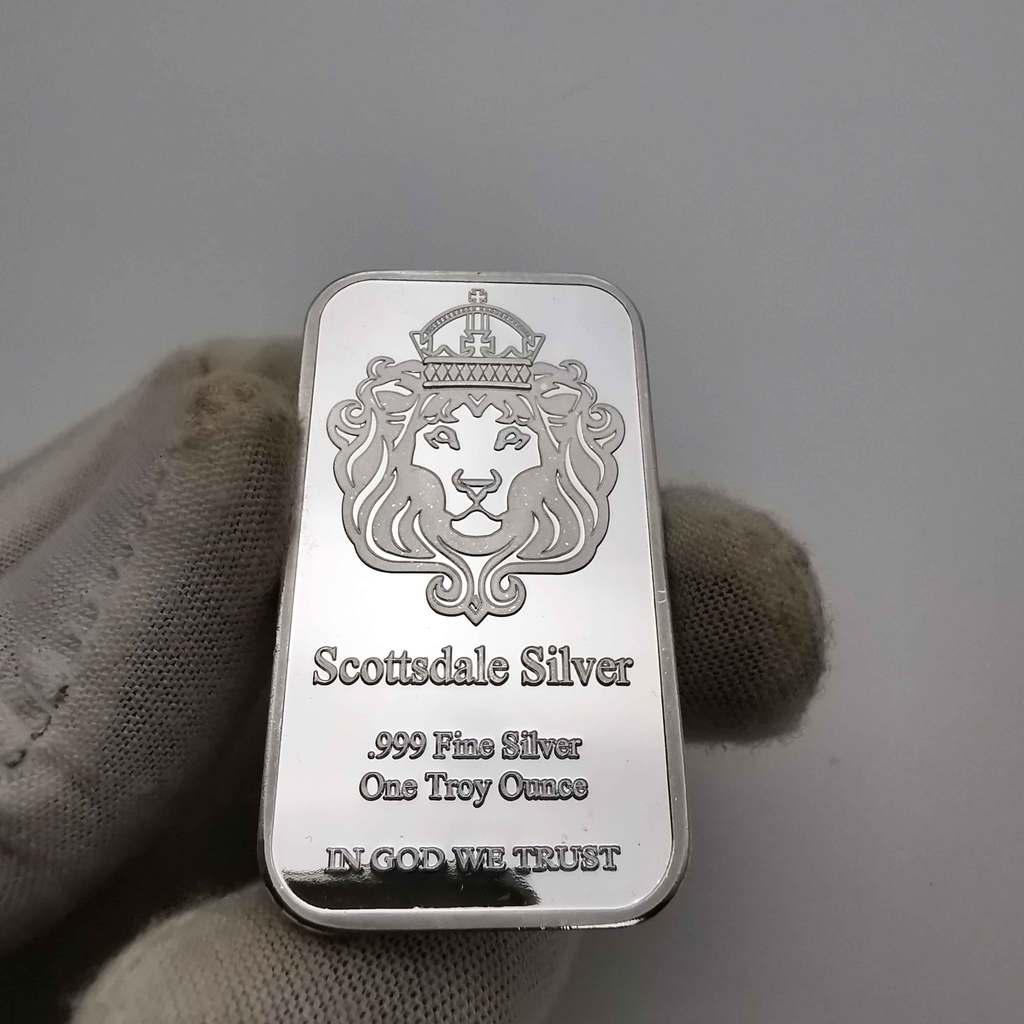 Scottsdale Silver
.999 Fine Silver
One Troy Ounce
IN GOD WE TRUST